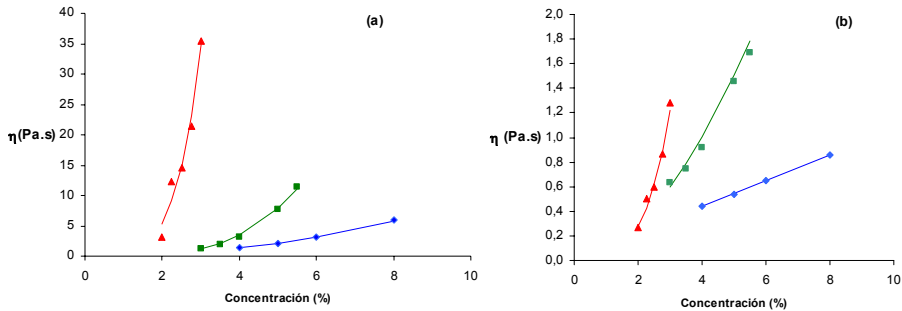 (a)
40
35
30
25
20
15
10
5
0
η(Pa.s)
0 2 4 6 8 10
Concentración (%)
(b)
2,0
1,8
1,6
1,4
1,2
1,0
0,8
0,6
0,4
0,2
0,0
η (Pa.s)
0 2 4 6 8 10
Concentración (%)